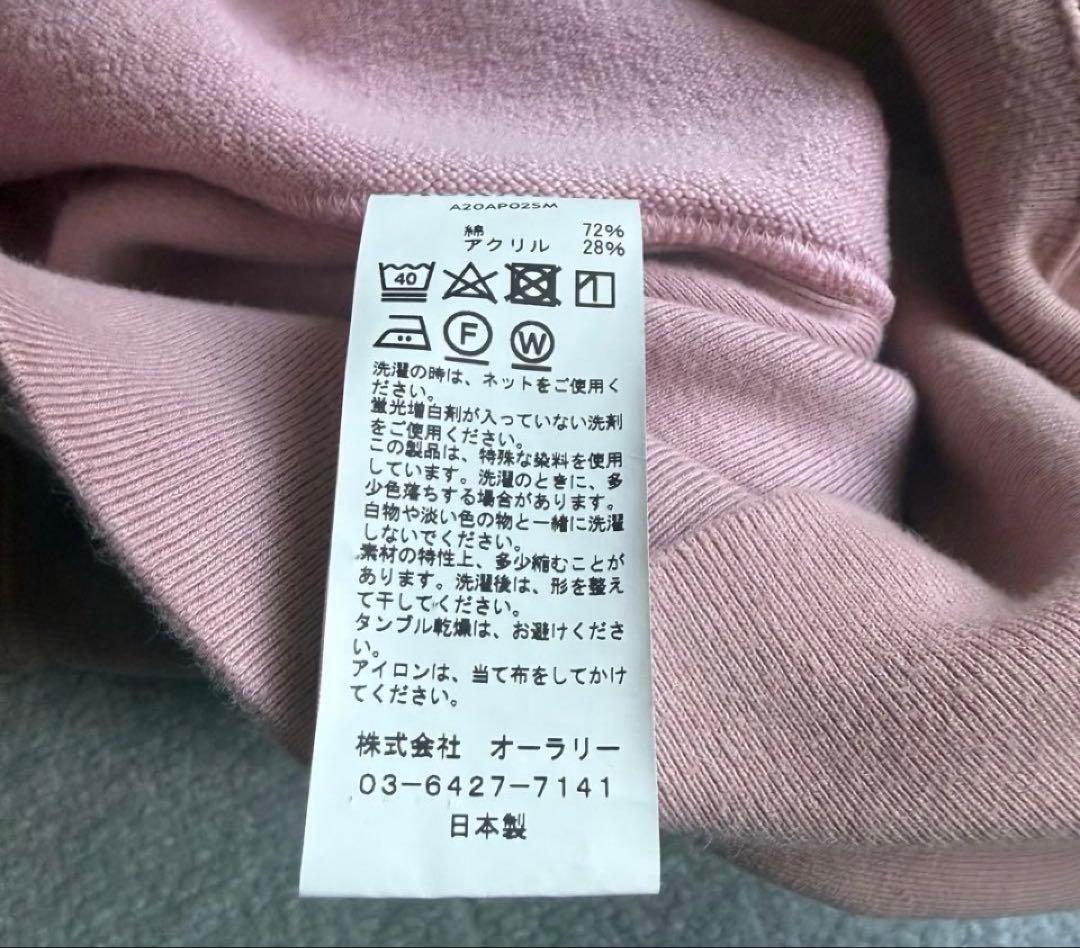 A20AP02SM
綿 72%
アクリル 28%
40
F W
洗濯の時は、ネットをご使用く
ださい。
蛍光増白剤が入っていない洗剤
をご使用ください。
この製品は、特殊な染料を使用
しています。洗濯のときに、多
少色落ちする場合があります。
白物や淡い色の物と一緒に洗濯
しないでください。
素材の特性上、多少縮むことが
あります。洗濯後は、形を整え
て干してください。
タンブル乾燥は、お避けくださ
い。
アイロンは、当て布をしてかけ
てください。
株式会社 オーラリー
03-6427-7141
日本製